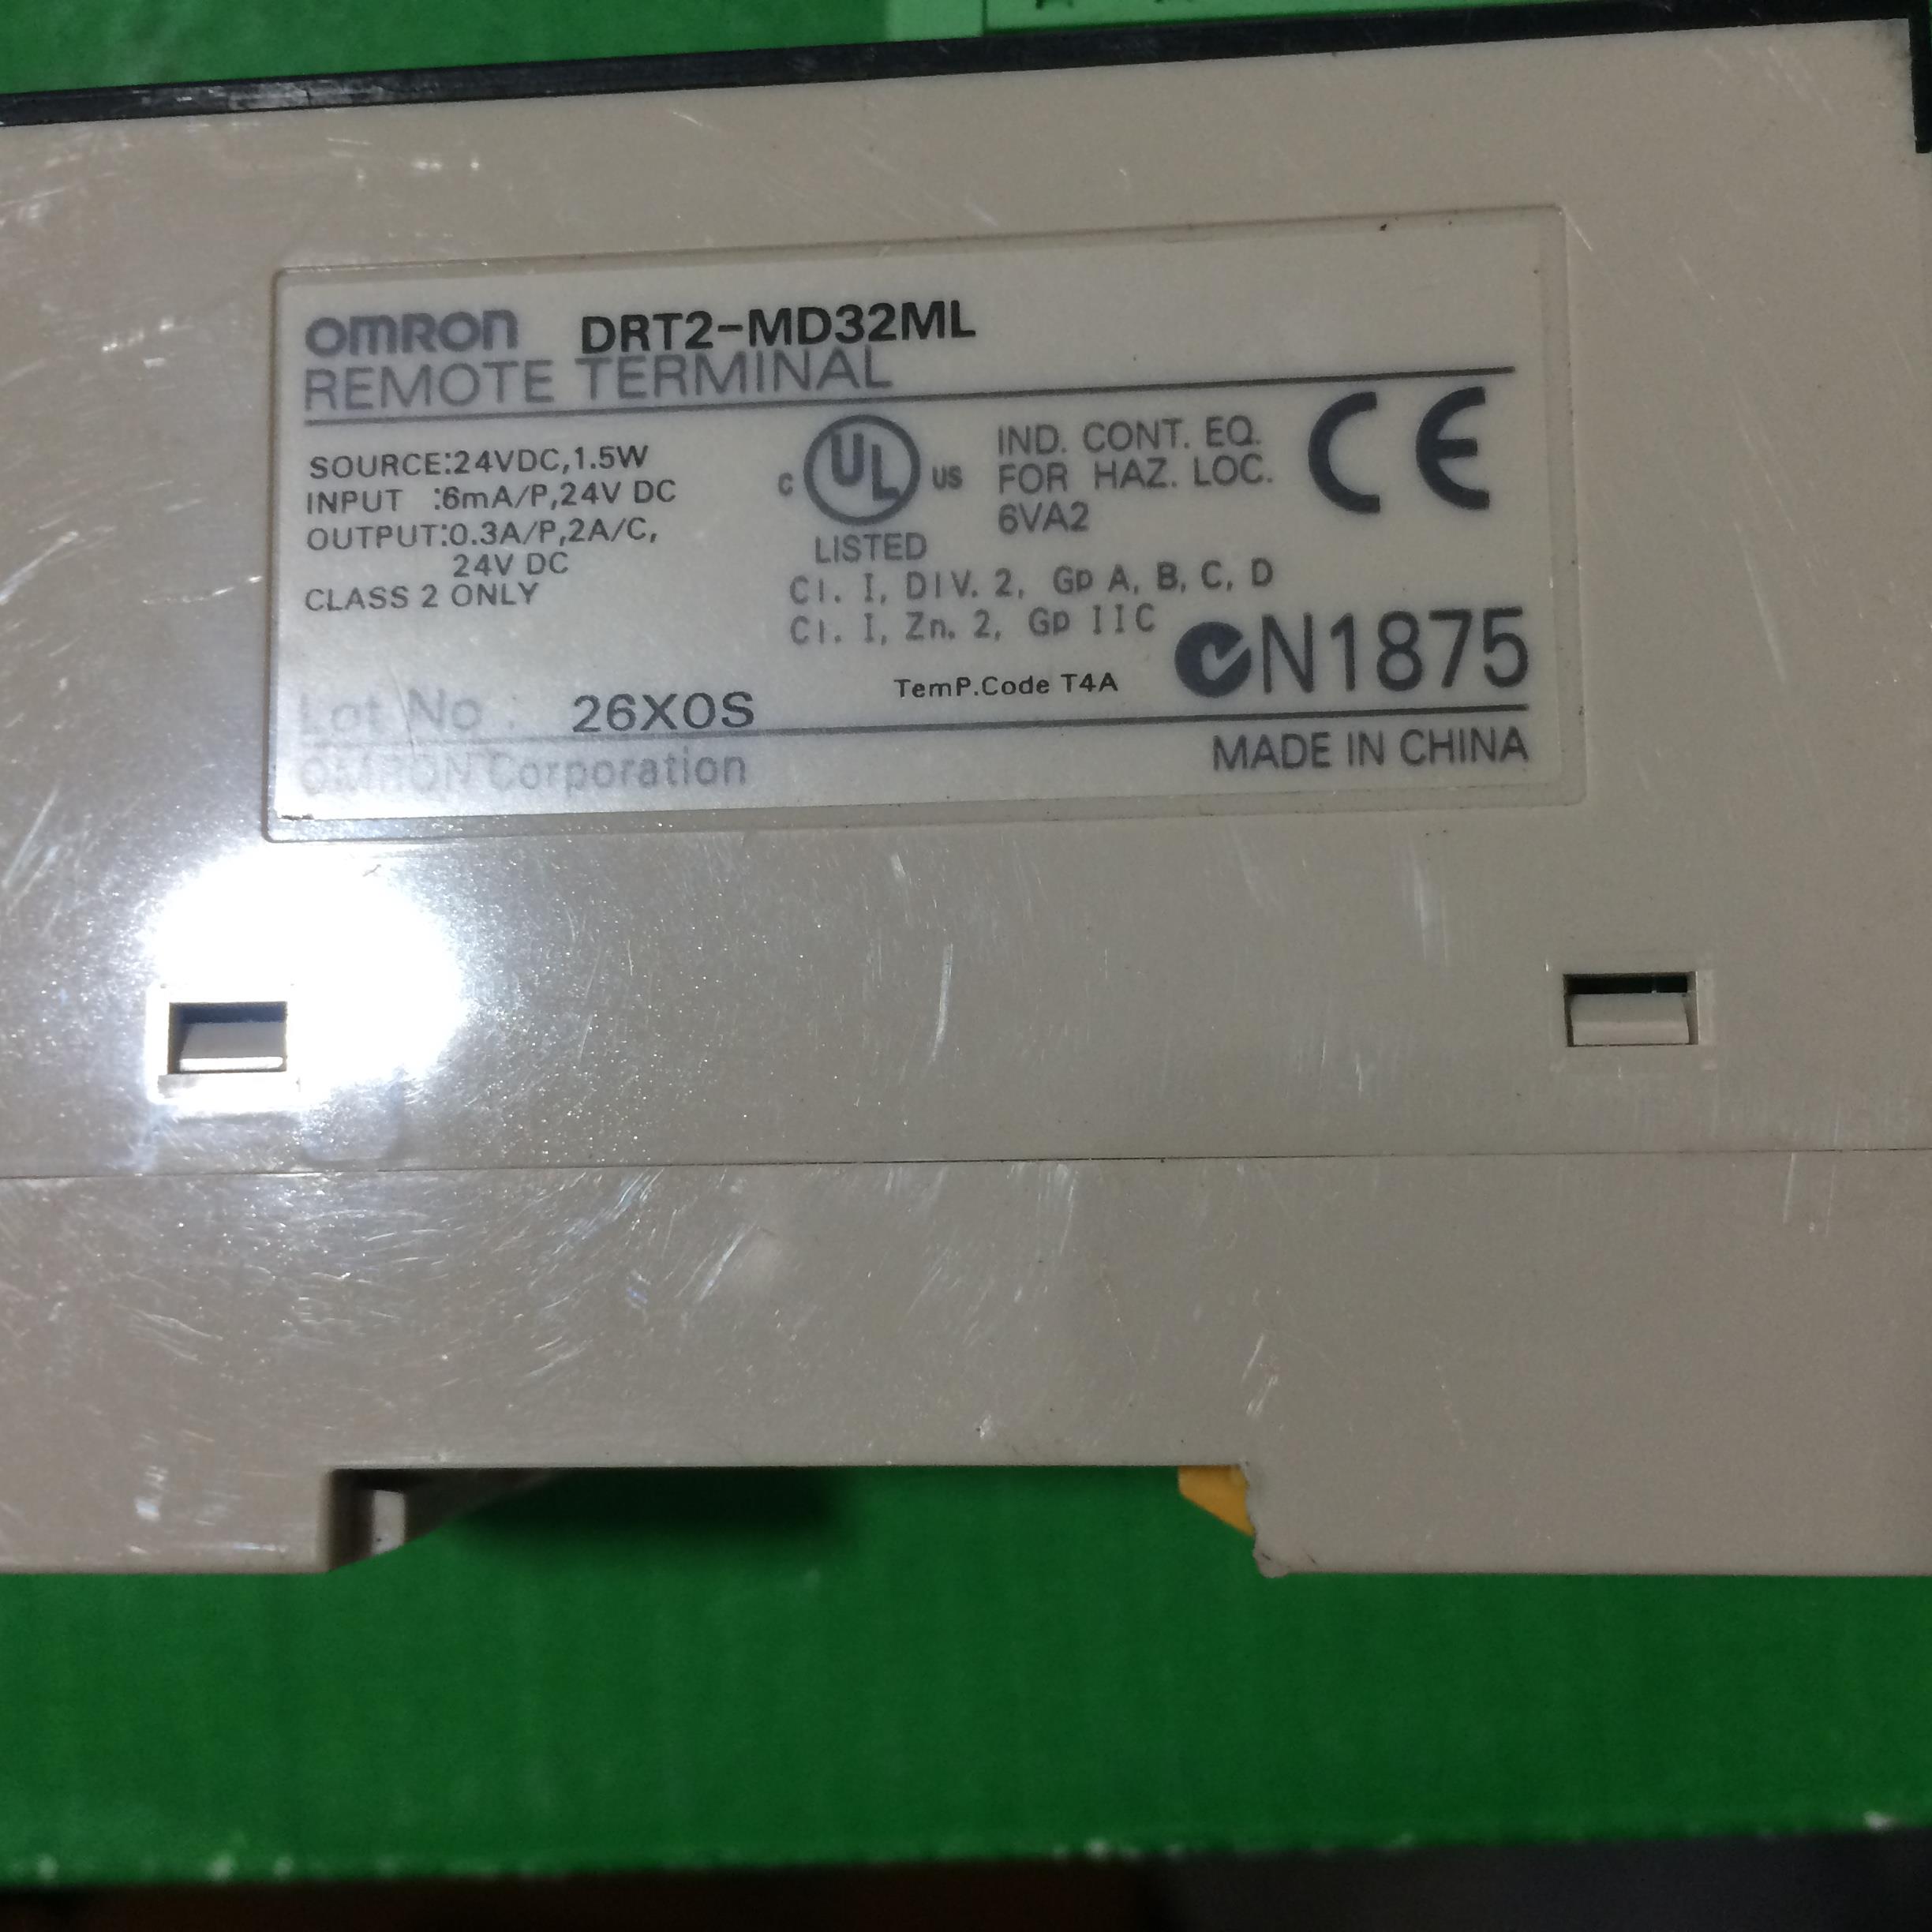 OMRON DRT2-MD32ML
REMOTE TERMINAL
SOURCE:24VDC,1.5W
INPUT :6mA/P,24V DC
OUTPUT:0.3A/P,2A/C,
24V DC
CLASS 2 ONLY
C UL US
LISTED
IND. CONT. EQ.
FOR HAZ. LOC.
6VA2
CE
Cl. I, DIV. 2, Gp A, B, C, D
Cl. I, Zn. 2, Gp IIC
N1875
TemP.Code T4A
Lot No. 26X0S
OMRON Corporation
MADE IN CHINA